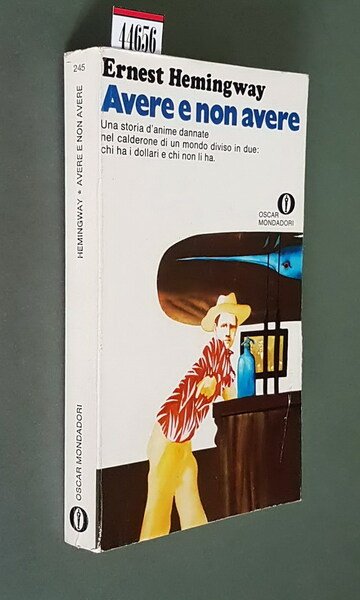 44656
Ernest Hemingway
Avere e non avere
Una storia d'anime dannate
nel calderone di un mondo diviso in due:
chi ha i dollari e chi non li ha.
OSCAR
MONDADORI
245
HEMINGWAY * AVERE E NON AVERE
OSCAR MONDADORI